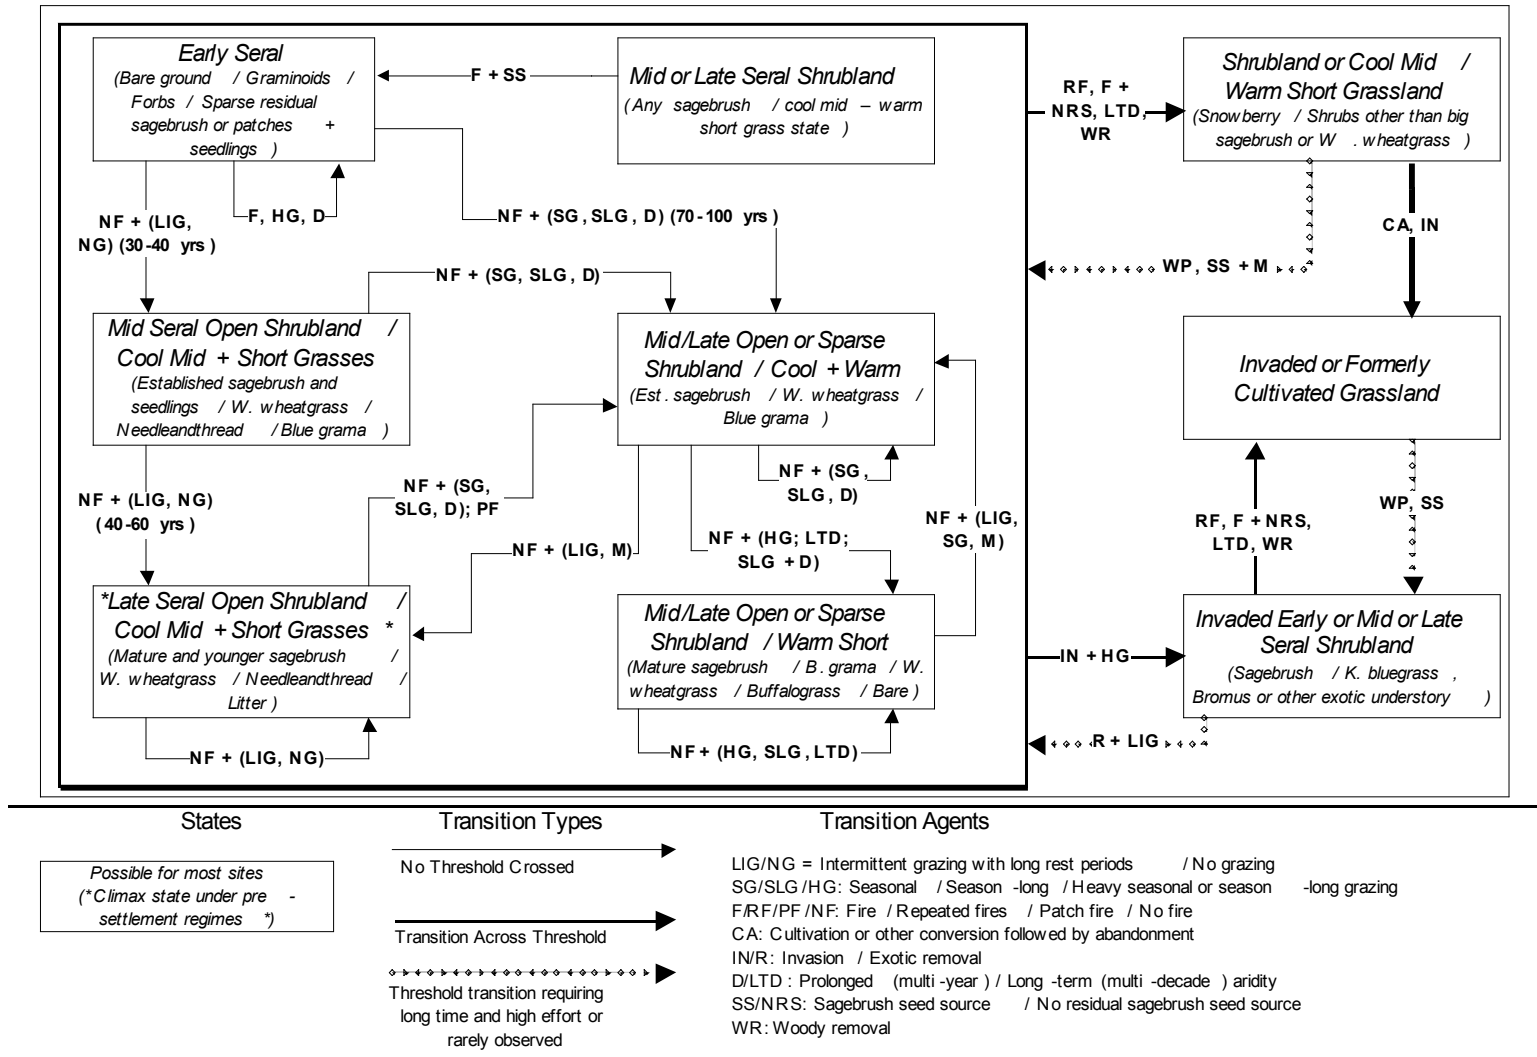 Early Seral
(Bare ground / Graminoids /
Forbs / Sparse residual
sagebrush or patches +
seedlings )
F + SS
Mid or Late Seral Shrubland
(Any sagebrush / cool mid – warm
short grass state )
RF, F +
NRS, LTD,
WR
Shrubland or Cool Mid /
Warm Short Grassland
(Snowberry / Shrubs other than big
sagebrush or W . wheatgrass )
NF + (LIG,
NG) (30-40 yrs )
F, HG, D
NF + (SG, SLG, D) (70-100 yrs )
CA, IN
NF + (SG, SLG, D)
WP, SS + M
Mid Seral Open Shrubland /
Cool Mid + Short Grasses
(Established sagebrush and
seedlings / W. wheatgrass /
Needleandthread / Blue grama )
Mid/Late Open or Sparse
Shrubland / Cool + Warm
(Est . sagebrush / W. wheatgrass /
Blue grama )
Invaded or Formerly
Cultivated Grassland
NF + (LIG, NG)
(40-60 yrs )
NF + (SG,
SLG, D); PF
NF + (SG ,
SLG, D)
NF + (LIG,
SG, M)
NF + (LIG, M)
NF + (HG; LTD;
SLG + D)
RF, F + NRS,
LTD, WR
WP, SS
*Late Seral Open Shrubland /
Cool Mid + Short Grasses *
(Mature and younger sagebrush /
W. wheatgrass / Needleandthread /
Litter )
Mid/Late Open or Sparse
Shrubland / Warm Short
(Mature sagebrush / B. grama / W.
wheatgrass / Buffalograss / Bare )
IN + HG
Invaded Early or Mid or Late
Seral Shrubland
(Sagebrush / K. bluegrass ,
Bromus or other exotic understory )
NF + (LIG, NG)
NF + (HG, SLG, LTD)
R + LIG
States
Possible for most sites
(*Climax state under pre -
settlement regimes *)
Transition Types
No Threshold Crossed
Transition Across Threshold
Threshold transition requiring
long time and high effort or
rarely observed
Transition Agents
LIG/NG = Intermittent grazing with long rest periods / No grazing
SG/SLG/HG: Seasonal / Season -long / Heavy seasonal or season -long grazing
F/RF/PF/NF: Fire / Repeated fires / Patch fire / No fire
CA: Cultivation or other conversion followed by abandonment
IN/R: Invasion / Exotic removal
D/LTD : Prolonged (multi -year ) / Long -term (multi -decade ) aridity
SS/NRS: Sagebrush seed source / No residual sagebrush seed source
WR: Woody removal